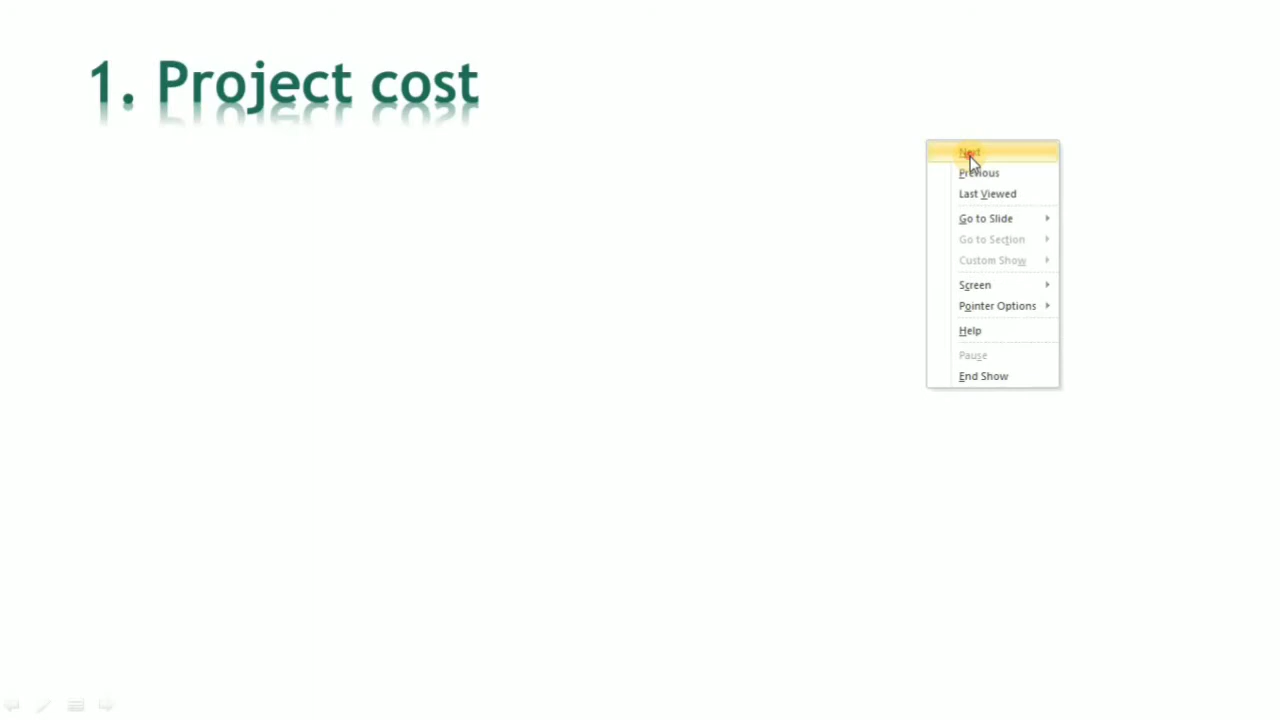 1. Project cost
Next
Previous
Last Viewed
Go to Slide
Go to Section
Custom Show
Screen
Pointer Options
Help
Pause
End Show